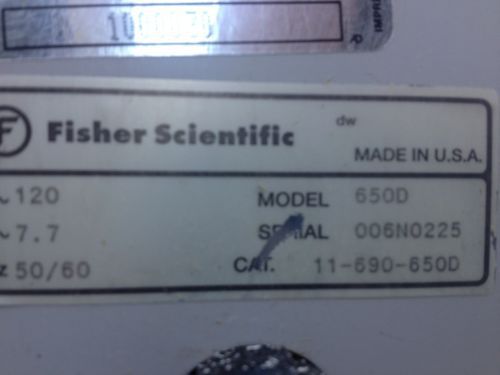 Fisher Scientific
dw
MADE IN U.S.A.
~120 MODEL 650D
~7.7 SERIAL 006N0225
z 50/60 CAT. 11-690-650D